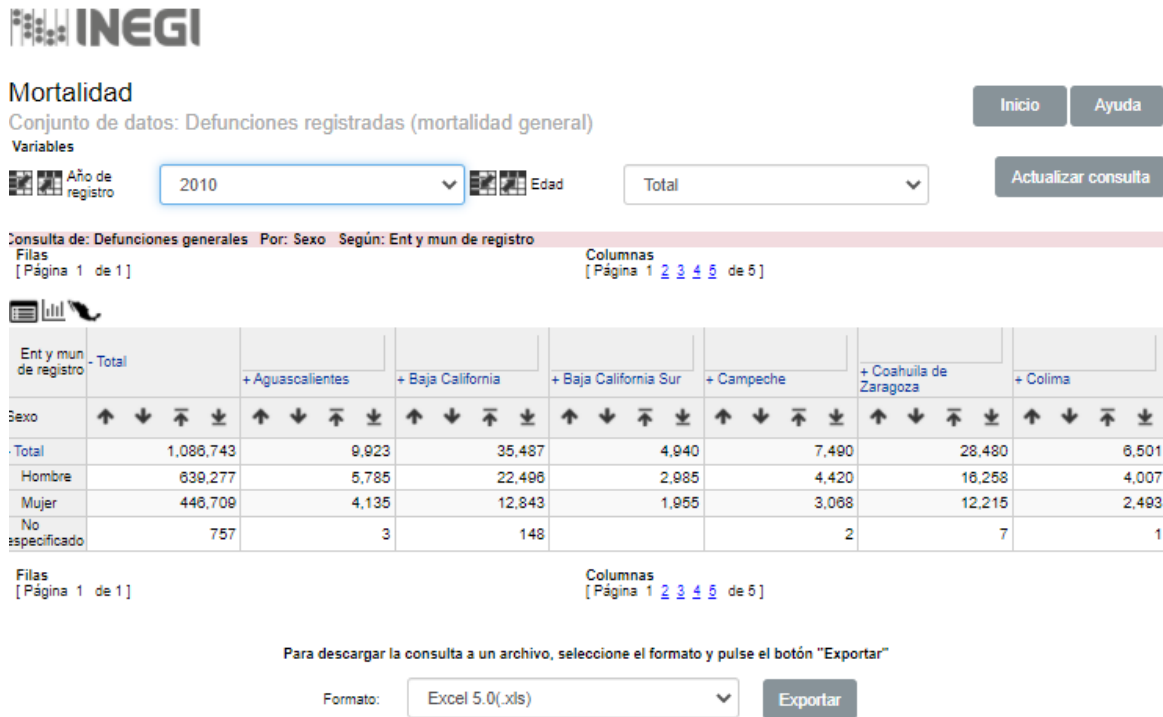 INEGI
Mortalidad
Inicio Ayuda
Conjunto de datos: Defunciones registradas (mortalidad general)
Variables
Año de registro 2010 Edad Total Actualizar consulta
Consulta de: Defunciones generales Por: Sexo Según: Ent y mun de registro
Filas Columnas
[ Página 1 de 1 ] [ Página 1 2 3 4 5 de 5 ]
Ent y mun de registro - Total + Aguascalientes + Baja California + Baja California Sur + Campeche + Coahuila de Zaragoza + Colima
Sexo
- Total 1,086,743 9,923 35,487 4,940 7,490 28,480 6,501
Hombre 639,277 5,785 22,496 2,985 4,420 16,258 4,007
Mujer 446,709 4,135 12,843 1,955 3,068 12,215 2,493
No especificado 757 3 148 2 7 1
Filas Columnas
[ Página 1 de 1 ] [ Página 1 2 3 4 5 de 5 ]
Para descargar la consulta a un archivo, seleccione el formato y pulse el botón "Exportar"
Formato: Excel 5.0(.xls) Exportar